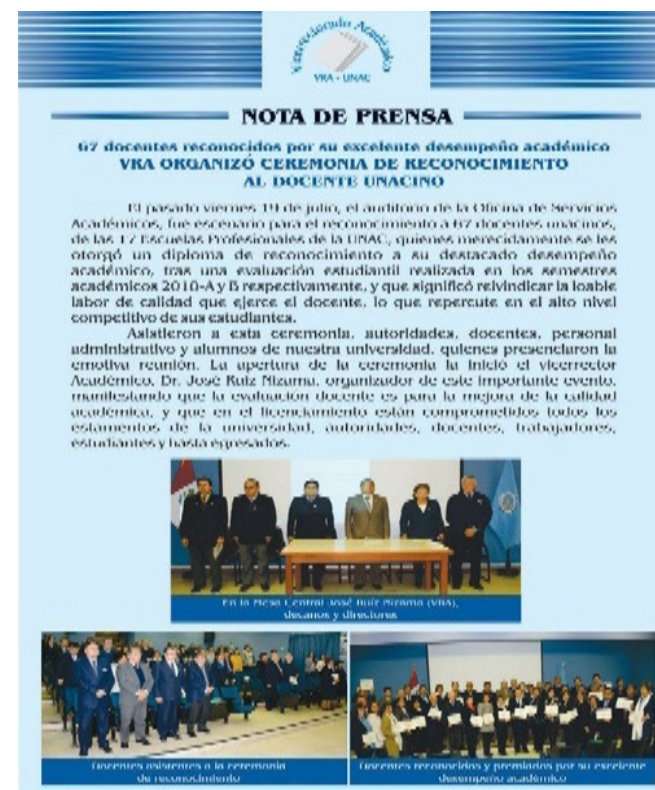 Vicerrectorado Académico
VRA - UNAC
NOTA DE PRENSA
67 docentes reconocidos por su excelente desempeño académico
VRA ORGANIZÓ CEREMONIA DE RECONOCIMIENTO
AL DOCENTE UNACINO
El pasado viernes 19 de julio, el auditorio de la Oficina de Servicios
Académicos, fue escenario para el reconocimiento a 67 docentes unacinos,
de las 17 Escuelas Profesionales de la UNAC, quienes merecidamente se les
otorgó un diploma de reconocimiento a su destacado desempeño
académico, tras una evaluación estudiantil realizada en los semestres
académicos 2018-A y B respectivamente, y que significó reivindicar la loable
labor de calidad que ejerce el docente, lo que repercute en el alto nivel
competitivo de sus estudiantes.
Asistieron a esta ceremonia, autoridades, docentes, personal
administrativo y alumnos de nuestra universidad, quienes presenciaron la
emotiva reunión. La apertura de la ceremonia la inició el vicerrector
Académico, Dr. José Ruiz Nizama, organizador de este importante evento,
manifestando que la evaluación docente es para la mejora de la calidad
académica, y que en el licenciamiento están comprometidos todos los
estamentos de la universidad, autoridades, docentes, trabajadores,
estudiantes y hasta egresados.
En la Mesa Central José Ruiz Nizama (VRA),
decanos y directores
Docentes asistentes a la ceremonia
de reconocimiento
Docentes reconocidos y premiados por su excelente
desempeño académico